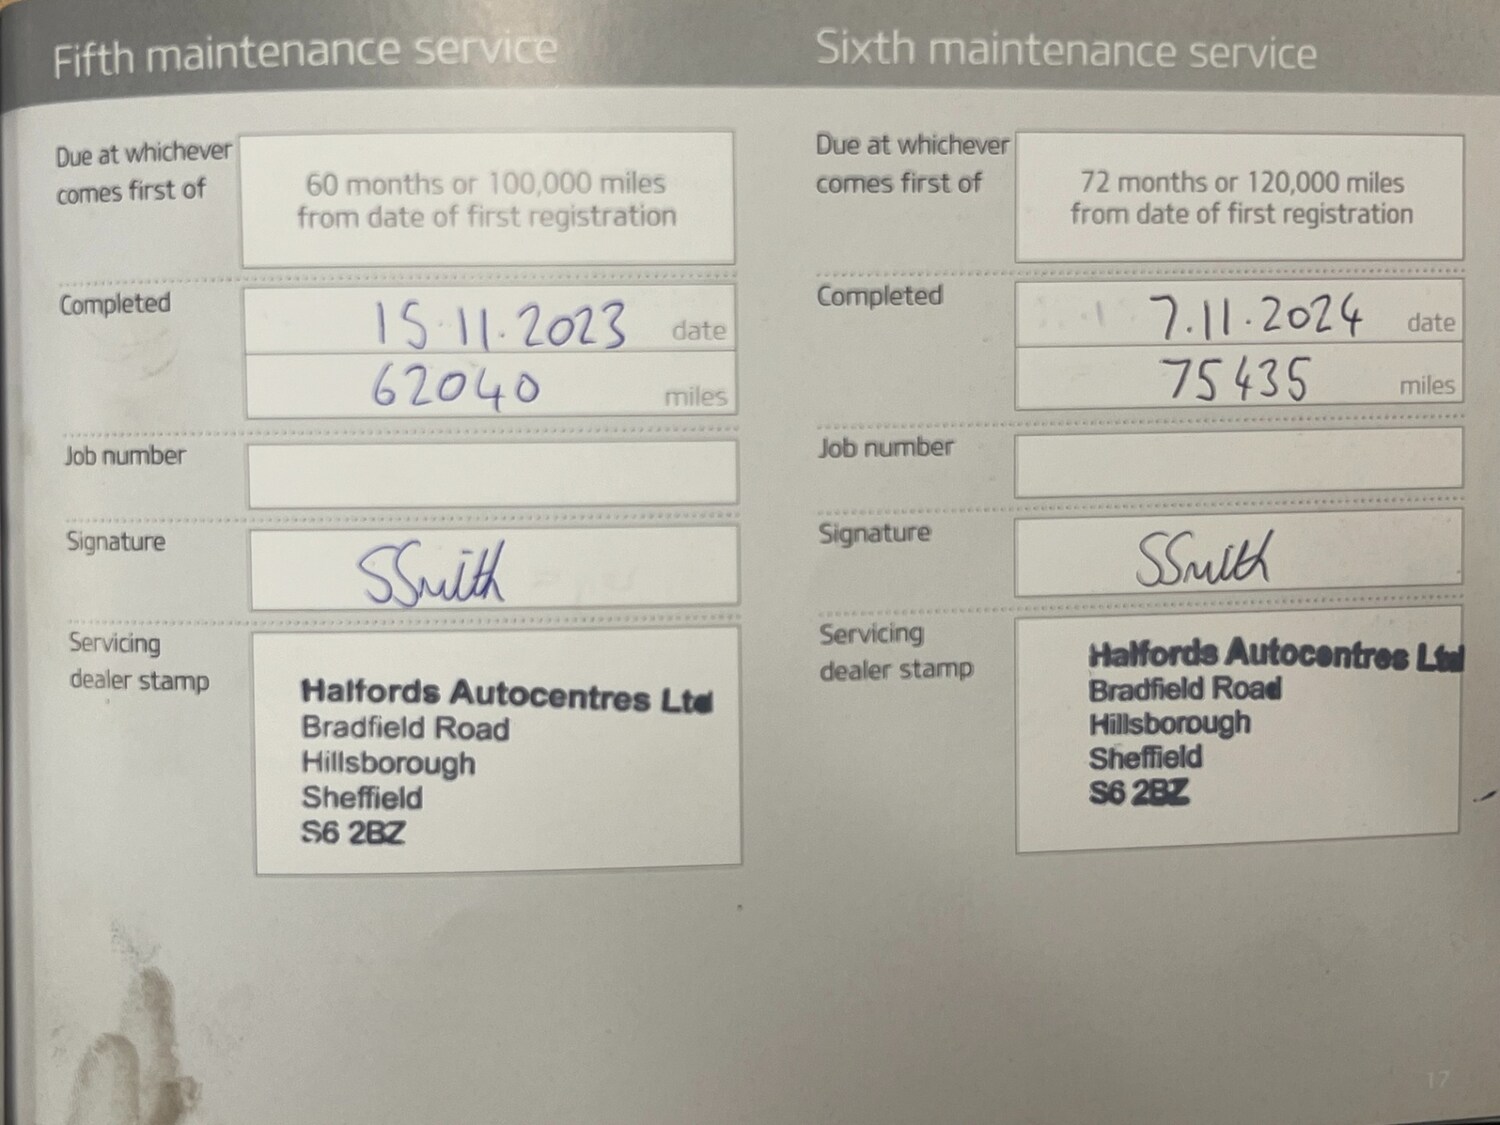 Fifth maintenance service
Due at whichever
comes first of
60 months or 100,000 miles
from date of first registration
Completed
15.11.2023 date
62040 miles
Job number
Signature
SSmith
Servicing
dealer stamp
Halfords Autocentres Ltd
Bradfield Road
Hillsborough
Sheffield
S6 2BZ
Sixth maintenance service
Due at whichever
comes first of
72 months or 120,000 miles
from date of first registration
Completed
7.11.2024 date
75435 miles
Job number
Signature
SSmith
Servicing
dealer stamp
Halfords Autocentres Ltd
Bradfield Road
Hillsborough
Sheffield
S6 2BZ
17